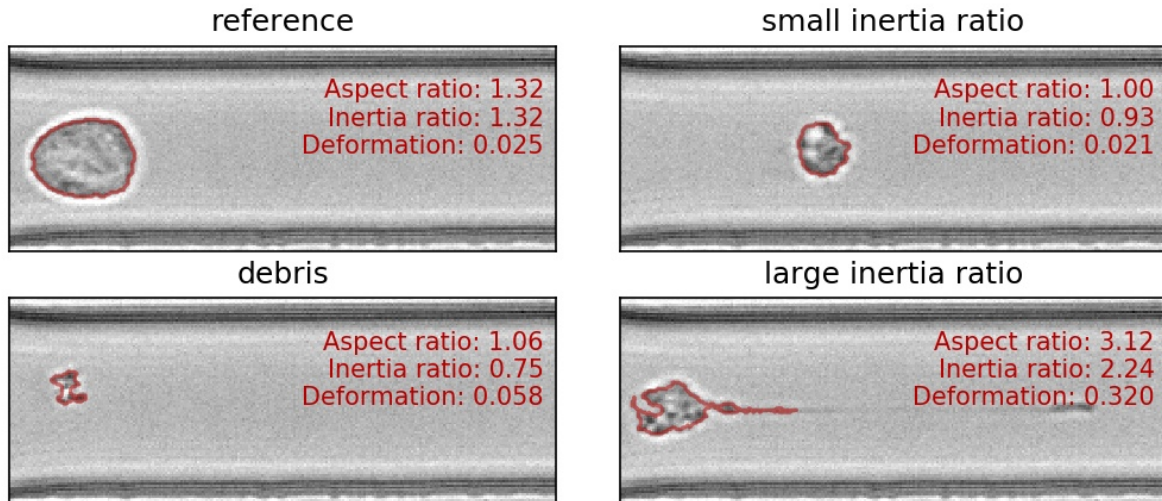 reference
Aspect ratio: 1.32
Inertia ratio: 1.32
Deformation: 0.025
small inertia ratio
Aspect ratio: 1.00
Inertia ratio: 0.93
Deformation: 0.021
debris
Aspect ratio: 1.06
Inertia ratio: 0.75
Deformation: 0.058
large inertia ratio
Aspect ratio: 3.12
Inertia ratio: 2.24
Deformation: 0.320